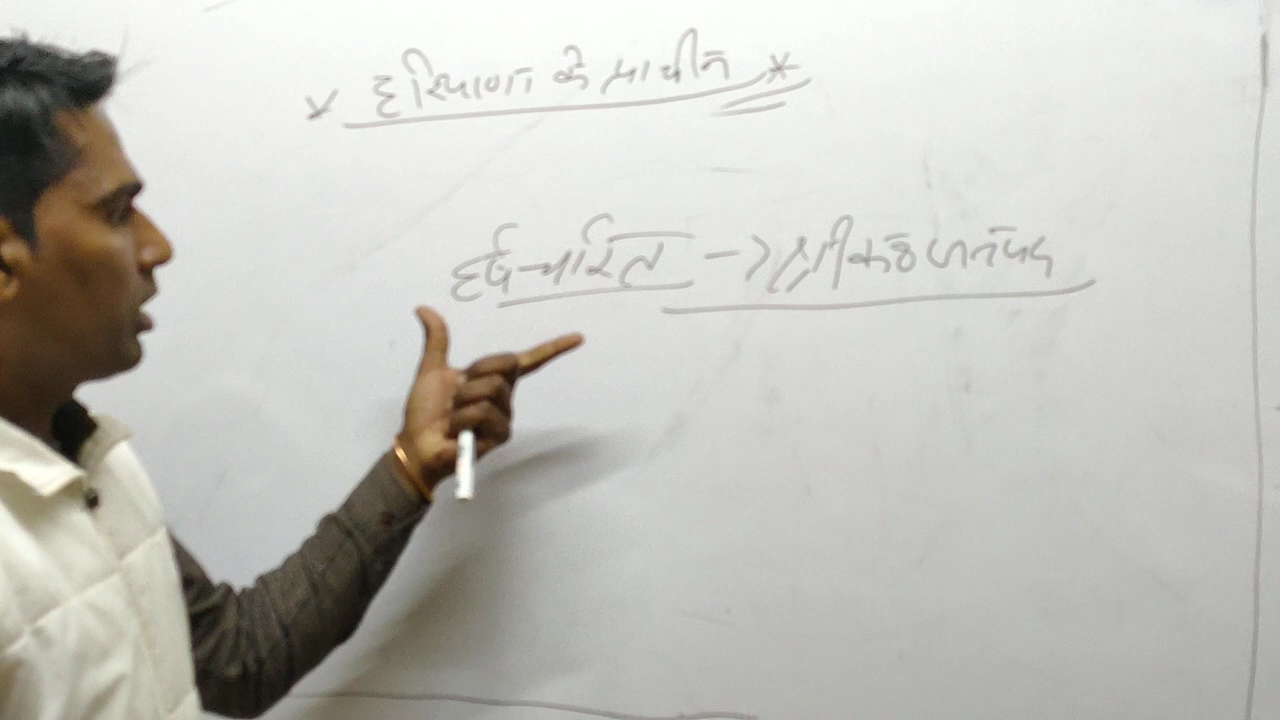 * हरियाणा के प्राचीन *
हर्ष चरित → श्रीकंठ जनपद